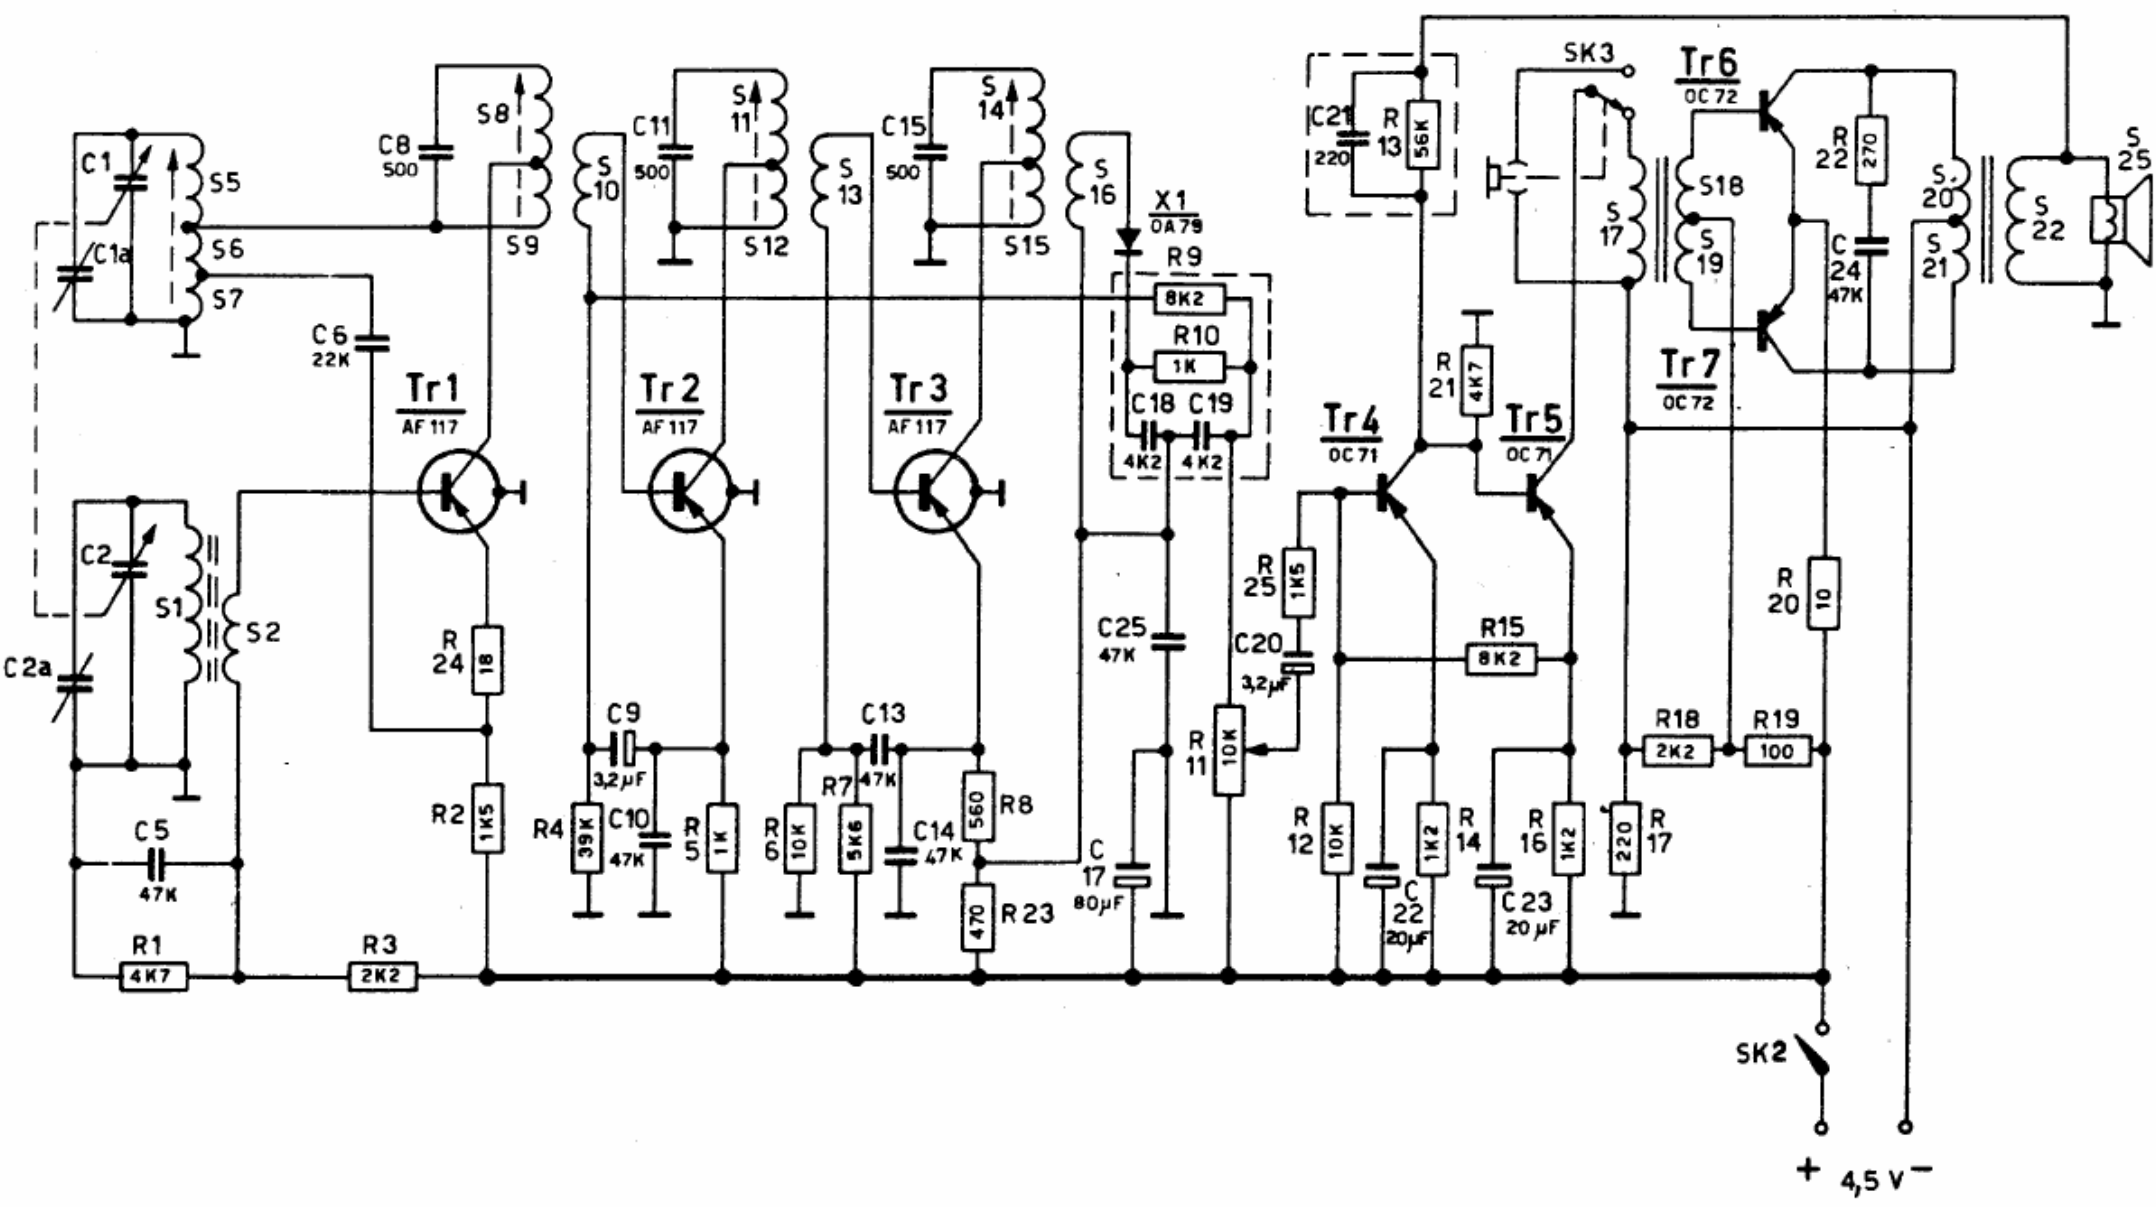 C1
C1a
S5
S6
S7
C6
22K
C8
500
S8
S9
S
10
C11
500
S
11
S12
S
13
C15
500
S
14
S15
S
16
X1
OA79
R9
8K2
R10
1K
C18
C19
4K2
4K2
C21
220
R
13
56K
SK3
S
17
S18
S
19
Tr6
OC72
R
22
270
C
24
47K
S.
20
S
21
S
22
S
25
Tr1
AF117
Tr2
AF117
Tr3
AF117
Tr4
OC71
R
21
4K7
Tr5
OC71
Tr7
OC72
C2
C2a
S1
S2
R
24
18
R2
1K5
C9
3,2µF
R4
39K
C10
47K
R
5
1K
R
6
10K
R7
5K6
C13
47K
C14
47K
R8
560
R23
470
C25
47K
C
17
80µF
R
11
10K
R
25
1K5
C20
3,2µF
R
12
10K
R15
8K2
C
22
20µF
R
14
1K2
C23
20µF
R
16
1K2
R
17
220
R18
2K2
R19
100
R
20
10
C5
47K
R1
4K7
R3
2K2
SK2
+ 4,5 V −